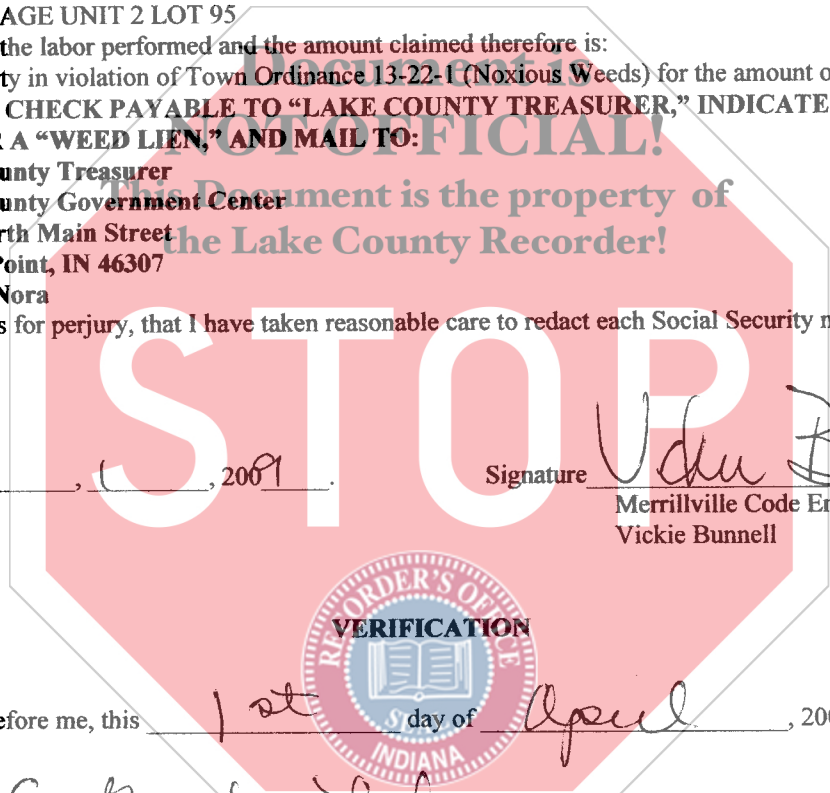 AGE UNIT 2 LOT 95
the labor performed and the amount claimed therefore is:
Document is
ty in violation of Town Ordinance 13-22-1 (Noxious Weeds) for the amount o
CHECK PAYABLE TO “LAKE COUNTY TREASURER,” INDICATE
A “WEED LIEN,” AND MAIL TO:
NOT OFFICIAL!
unty Treasurer
This Document is the property of
unty Government Center
rth Main Street
the Lake County Recorder!
Point, IN 46307
Nora
s for perjury, that I have taken reasonable care to redact each Social Security n
STOP
, 1 , 2009 . Signature
Merrillville Code En
Vickie Bunnell
RECORDER'S OFFICE
VERIFICATION
efore me, this 1st day of April , 200
SEAL
INDIANA